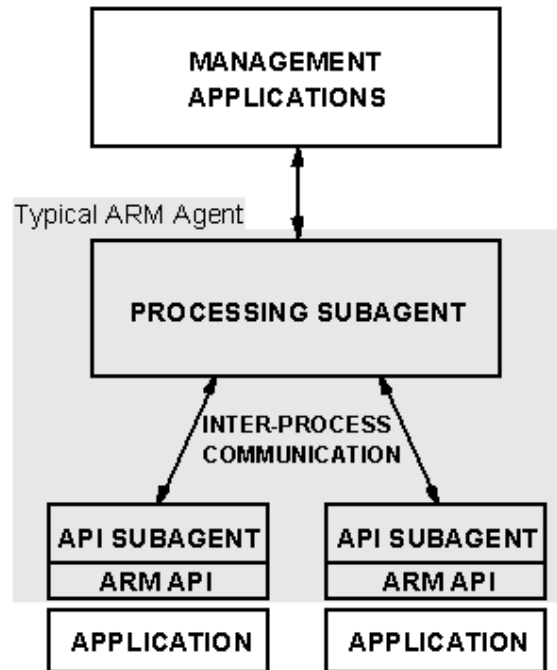 MANAGEMENT
APPLICATIONS
Typical ARM Agent
PROCESSING SUBAGENT
INTER-PROCESS
COMMUNICATION
API SUBAGENT
ARM API
APPLICATION
API SUBAGENT
ARM API
APPLICATION